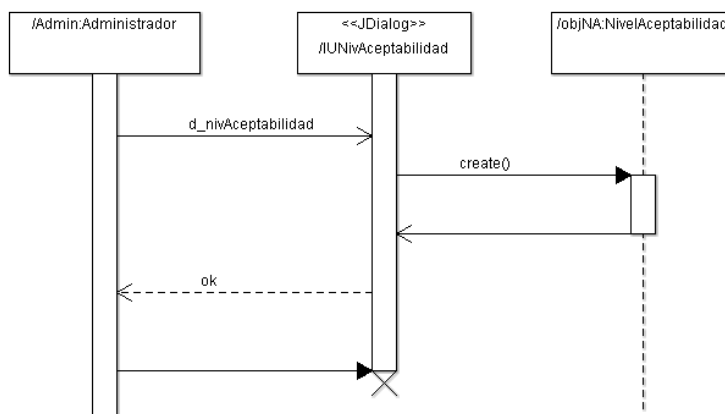 /Admin:Administrador
<<JDialog>>
/IUNivAceptabilidad
/objNA:NivelAceptabilidad
d_nivAceptabilidad
create()
ok